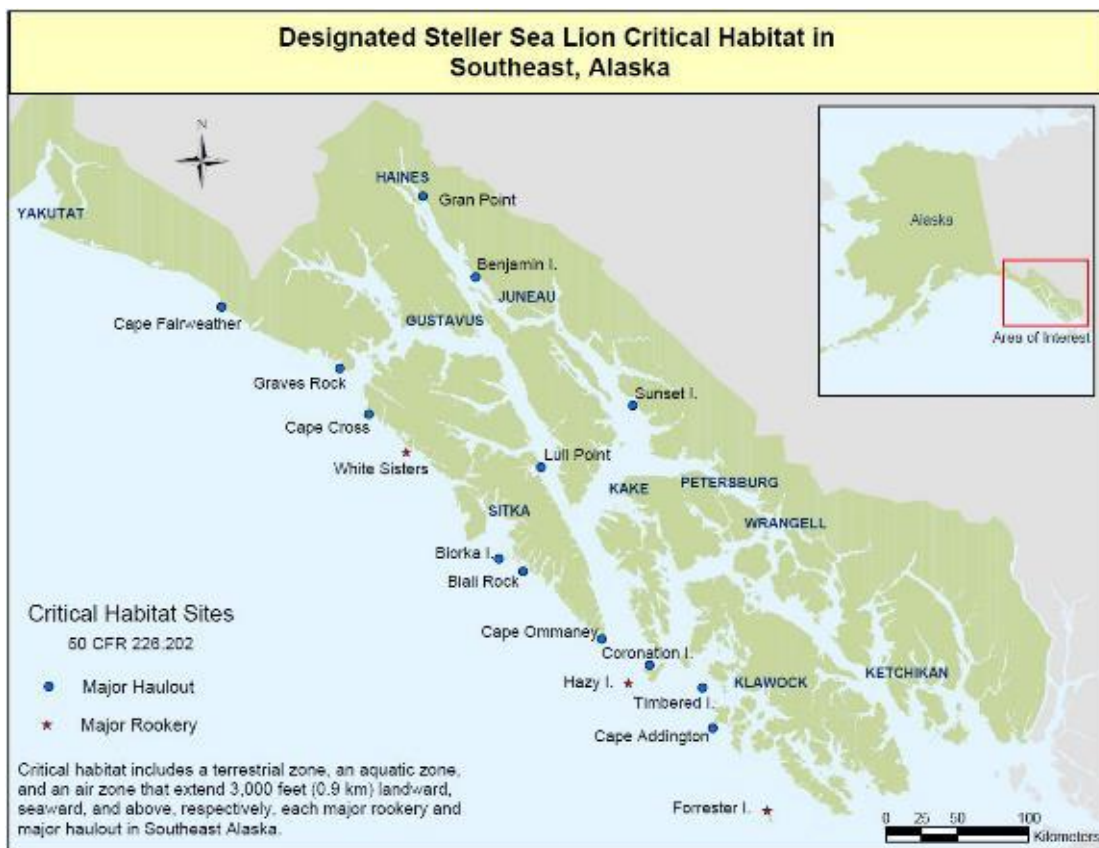 Designated Steller Sea Lion Critical Habitat in
Southeast, Alaska
N
HAINES
Gran Point
YAKUTAT
Alaska
Benjamin I.
JUNEAU
GUSTAVUS
Cape Fairweather
Area of Interest
Graves Rock
Sunset I.
Cape Cross
White Sisters
Lull Point
KAKE
PETERSBURG
SITKA
WRANGELL
Biorka I.
Biali Rock
Critical Habitat Sites
50 CFR 226.202
Cape Ommaney
Coronation I.
Major Haulout
Hazy I.
KLAWOCK
KETCHIKAN
Timbered I.
Major Rookery
Cape Addington
Critical habitat includes a terrestrial zone, an aquatic zone,
and an air zone that extend 3,000 feet (0.9 km) landward,
seaward, and above, respectively, each major rookery and
major haulout in Southeast Alaska.
Forrester I.
0 25 50 100
Kilometers